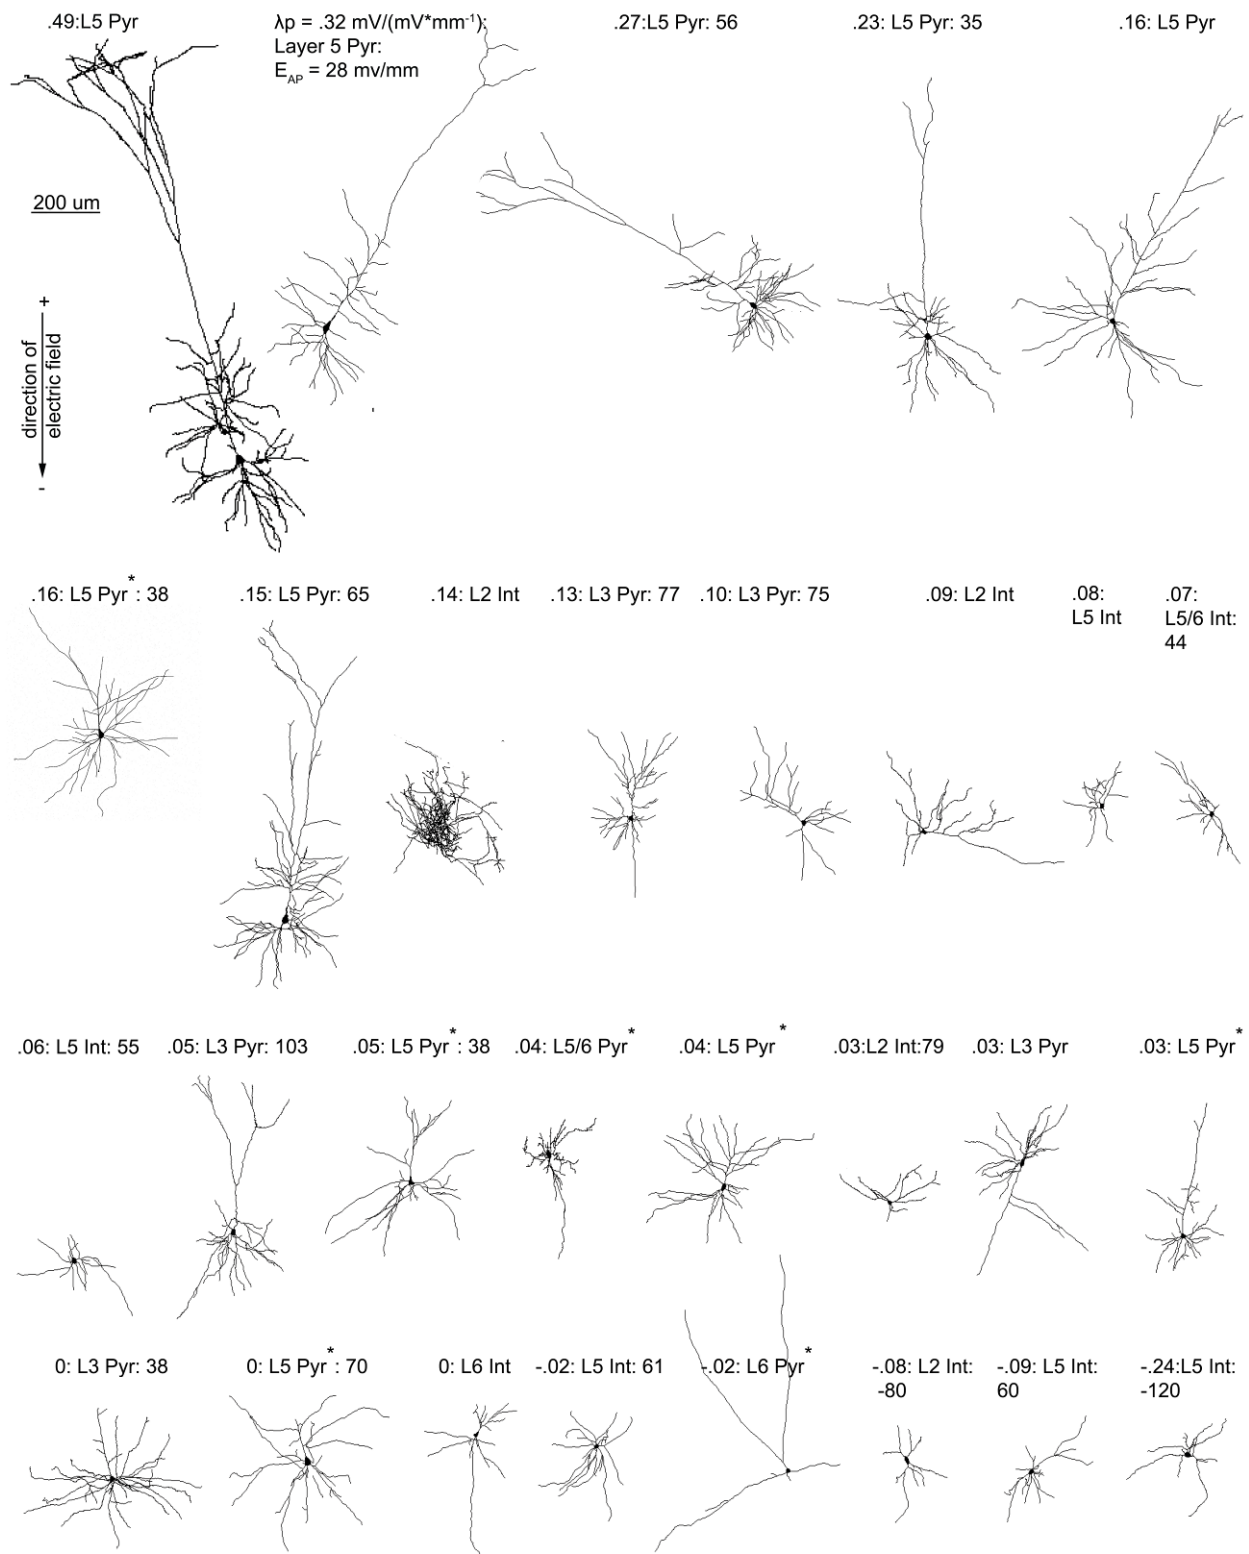 .49:L5 Pyr
λp = .32 mV/(mV*mm⁻¹):
Layer 5 Pyr:
E_AP = 28 mv/mm
.27:L5 Pyr: 56
.23: L5 Pyr: 35
.16: L5 Pyr
200 um
+
direction of
electric field
-
.16: L5 Pyr*: 38
.15: L5 Pyr: 65
.14: L2 Int
.13: L3 Pyr: 77
.10: L3 Pyr: 75
.09: L2 Int
.08:
L5 Int
.07:
L5/6 Int:
44
.06: L5 Int: 55
.05: L3 Pyr: 103
.05: L5 Pyr*: 38
.04: L5/6 Pyr*
.04: L5 Pyr*
.03:L2 Int:79
.03: L3 Pyr
.03: L5 Pyr*
0: L3 Pyr: 38
0: L5 Pyr*: 70
0: L6 Int
-.02: L5 Int: 61
-.02: L6 Pyr*
-.08: L2 Int:
-80
-.09: L5 Int:
60
-.24:L5 Int:
-120